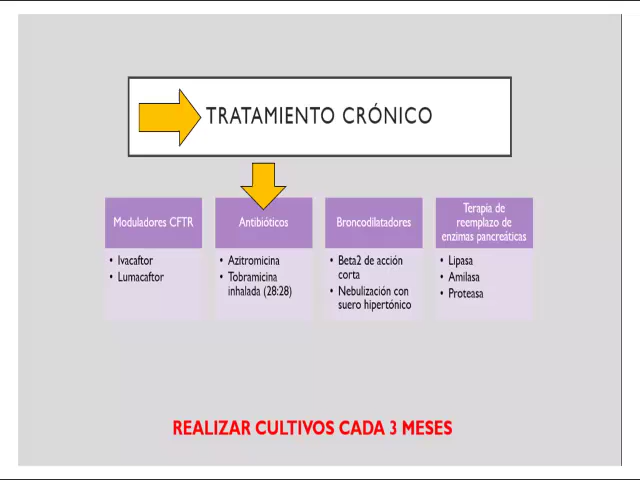 TRATAMIENTO CRÓNICO
Moduladores CFTR
• Ivacaftor
• Lumacaftor
Antibióticos
• Azitromicina
• Tobramicina
inhalada (28:28)
Broncodilatadores
• Beta2 de acción
corta
• Nebulización con
suero hipertónico
Terapia de
reemplazo de
enzimas pancreáticas
• Lipasa
• Amilasa
• Proteasa
REALIZAR CULTIVOS CADA 3 MESES